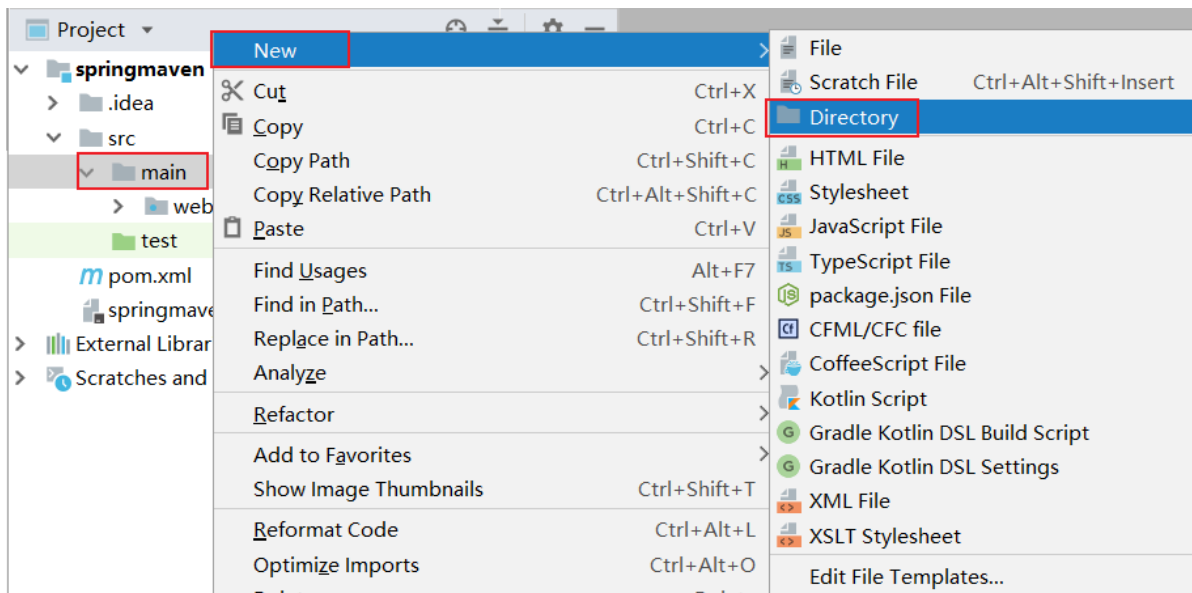 Project
springmaven
.idea
src
main
web
test
pom.xml
springmave
External Librar
Scratches and
New
Cut Ctrl+X
Copy Ctrl+C
Copy Path Ctrl+Shift+C
Copy Relative Path Ctrl+Alt+Shift+C
Paste Ctrl+V
Find Usages Alt+F7
Find in Path... Ctrl+Shift+F
Replace in Path... Ctrl+Shift+R
Analyze
Refactor
Add to Favorites
Show Image Thumbnails Ctrl+Shift+T
Reformat Code Ctrl+Alt+L
Optimize Imports Ctrl+Alt+O
File
Scratch File Ctrl+Alt+Shift+Insert
Directory
HTML File
Stylesheet
JavaScript File
TypeScript File
package.json File
CFML/CFC file
CoffeeScript File
Kotlin Script
Gradle Kotlin DSL Build Script
Gradle Kotlin DSL Settings
XML File
XSLT Stylesheet
Edit File Templates...